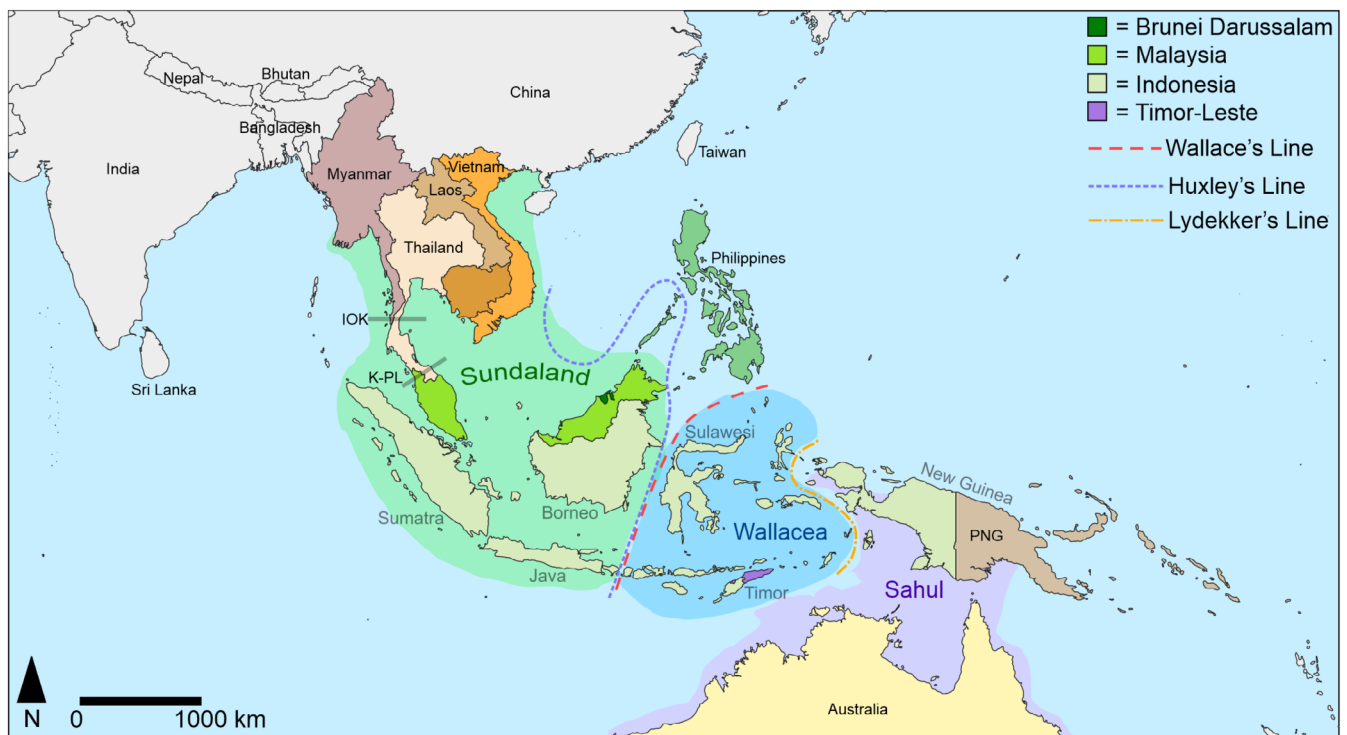 = Brunei Darussalam
= Malaysia
= Indonesia
= Timor-Leste
Wallace's Line
Huxley's Line
Lydekker's Line
Nepal
Bhutan
China
Bangladesh
India
Myanmar
Vietnam
Laos
Taiwan
Thailand
Philippines
IOK
K-PL
Sundaland
Sri Lanka
Sulawesi
New Guinea
Sumatra
Borneo
Wallacea
PNG
Java
Timor
Sahul
Australia
N
0 1000 km